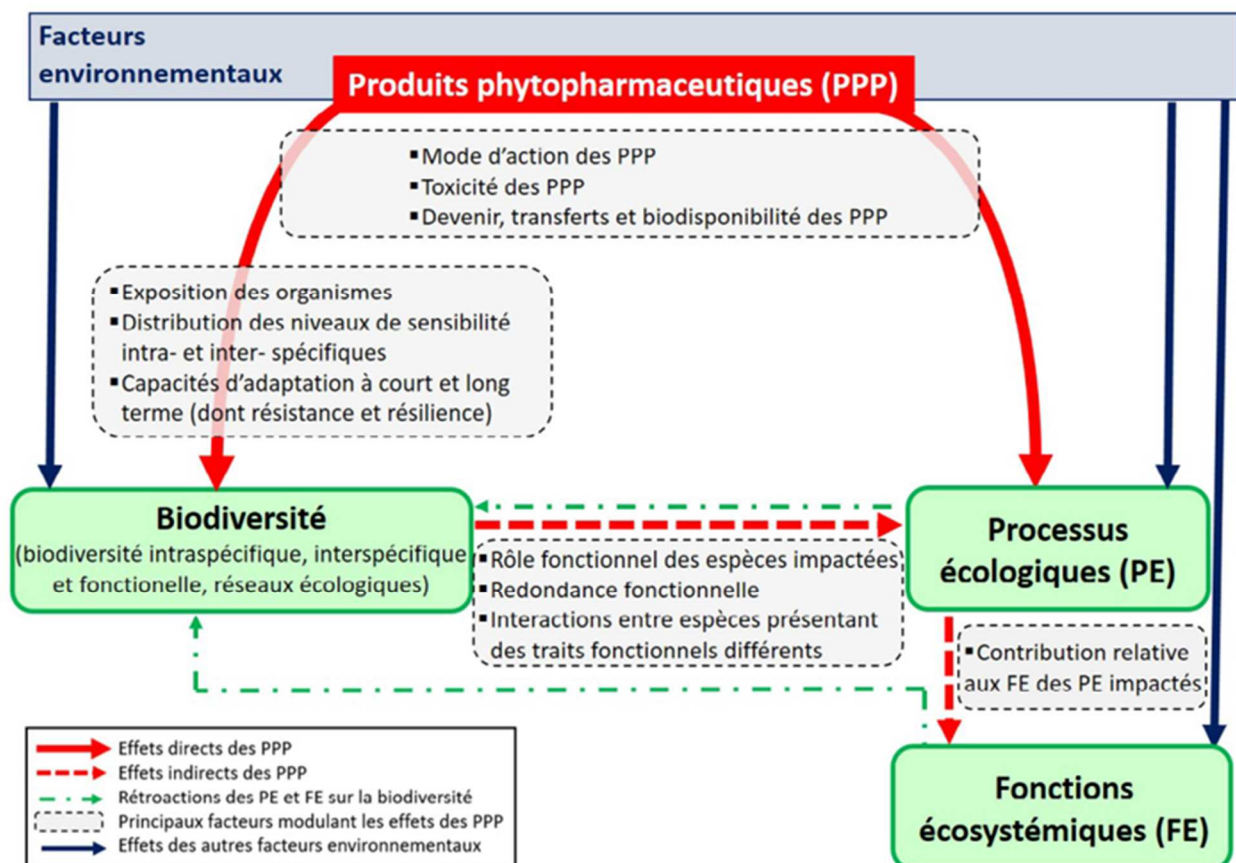 Facteurs
environnementaux
Produits phytopharmaceutiques (PPP)
▪Mode d'action des PPP
▪Toxicité des PPP
▪Devenir, transferts et biodisponibilité des PPP
▪Exposition des organismes
▪Distribution des niveaux de sensibilité
intra- et inter- spécifiques
▪Capacités d'adaptation à court et long
terme (dont résistance et résilience)
Biodiversité
(biodiversité intraspécifique, interspécifique
et fonctionelle, réseaux écologiques)
▪Rôle fonctionnel des espèces impactées
▪Redondance fonctionnelle
▪Interactions entre espèces présentant
des traits fonctionnels différents
Processus
écologiques (PE)
▪Contribution relative
aux FE des PE impactés
Fonctions
écosystémiques (FE)
Effets directs des PPP
Effets indirects des PPP
Rétroactions des PE et FE sur la biodiversité
Principaux facteurs modulant les effets des PPP
Effets des autres facteurs environnementaux